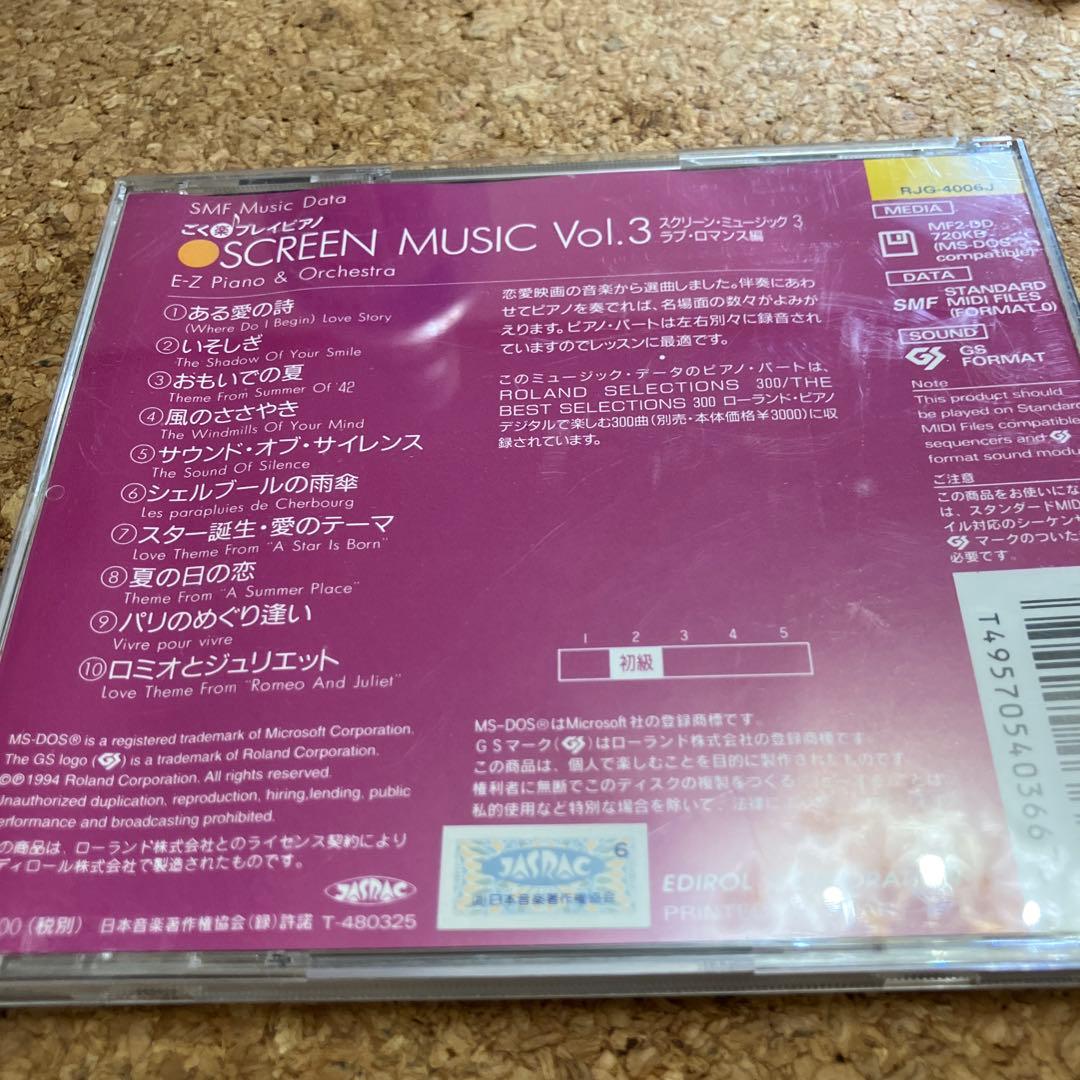 SMF Music Data
ごく楽プレイピアノ
SCREEN MUSIC Vol.3 スクリーン・ミュージック 3
ラブ・ロマンス編
E-Z Piano & Orchestra
①ある愛の詩
(Where Do I Begin) Love Story
②いそしぎ
The Shadow Of Your Smile
③おもいでの夏
Theme From Summer Of '42
④風のささやき
The Windmills Of Your Mind
⑤サウンド・オブ・サイレンス
The Sound Of Silence
⑥シェルブールの雨傘
Les parapluies de Cherbourg
⑦スター誕生・愛のテーマ
Love Theme From "A Star Is Born"
⑧夏の日の恋
Theme From "A Summer Place"
⑨パリのめぐり逢い
Vivre pour vivre
⑩ロミオとジュリエット
Love Theme From "Romeo And Juliet"
恋愛映画の音楽から選曲しました。伴奏にあわ
せてピアノを奏でれば、名場面の数々がよみが
えります。ピアノ・パートは左右別々に録音され
ていますのでレッスンに最適です。
このミュージック・データのピアノ・パートは、
ROLAND SELECTIONS 300/THE
BEST SELECTIONS 300 ローランド・ピアノ
デジタルで楽しむ300曲(別売・本体価格¥3000)に収
録されています。
1 2 3 4 5
初級
RJG-4006J
MEDIA
MF2-DD
720KB
(MS-DOS
compatible)
DATA
SMF STANDARD
MIDI FILES
(FORMAT 0)
SOUND
GS GS
FORMAT
Note
This product should
be played on Standard
MIDI Files compatible
sequencers and GS
format sound modu
ご注意
この商品をお使いにな
は、スタンダードMID
イル対応のシーケンサ
GS マークのついた
必要です。
T4957054036
MS-DOS® is a registered trademark of Microsoft Corporation.
The GS logo (GS) is a trademark of Roland Corporation.
©℗1994 Roland Corporation. All rights reserved.
Unauthorized duplication, reproduction, hiring, lending, public
erformance and broadcasting prohibited.
の商品は、ローランド株式会社とのライセンス契約により
ディロール株式会社で製造されたものです。
JASRAC
00 (税別) 日本音楽著作権協会(録)許諾 T-480325
MS-DOS®はMicrosoft社の登録商標です。
GSマーク(GS)はローランド株式会社の登録商標です。
この商品は、個人で楽しむことを目的に製作されたものです。
権利者に無断でこのディスクの複製をつくる
私的使用など特別な場合を除いて、
JASRAC
6
日本音楽著作権協会
EDIROL